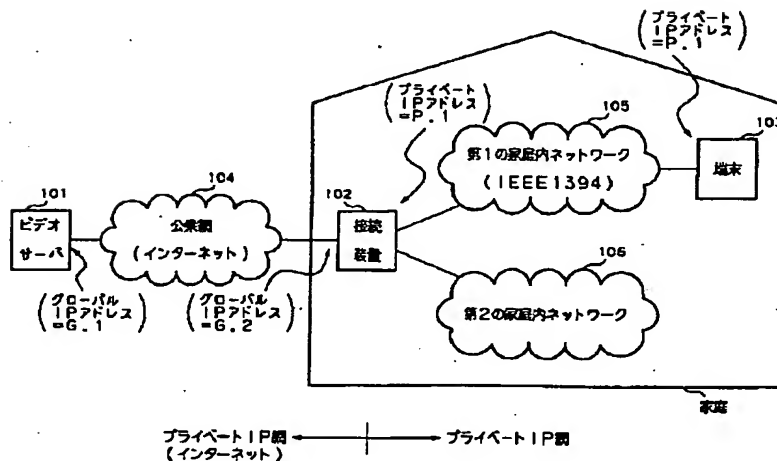 プライベート
IPアドレス
=P.1
プライベート
IPアドレス
=P.1
105
103
第1の家庭内ネットワーク
(IEEE1394)
端末
101
ビデオ
サーバ
104
公衆網
(インターネット)
102
接続
装置
106
第2の家庭内ネットワーク
グローバル
IPアドレス
=G.1
グローバル
IPアドレス
=G.2
家庭
プライベートIP網
(インターネット)
プライベートIP網